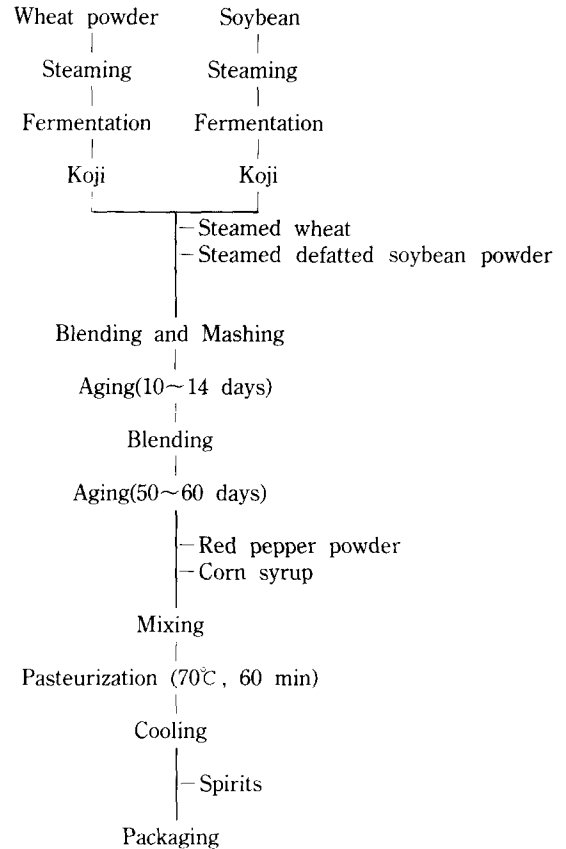 Wheat powder Soybean
Steaming Steaming
Fermentation Fermentation
Koji Koji
Steamed wheat
Steamed defatted soybean powder
Blending and Mashing
Aging(10~14 days)
Blending
Aging(50~60 days)
Red pepper powder
Corn syrup
Mixing
Pasteurization (70℃, 60 min)
Cooling
Spirits
Packaging